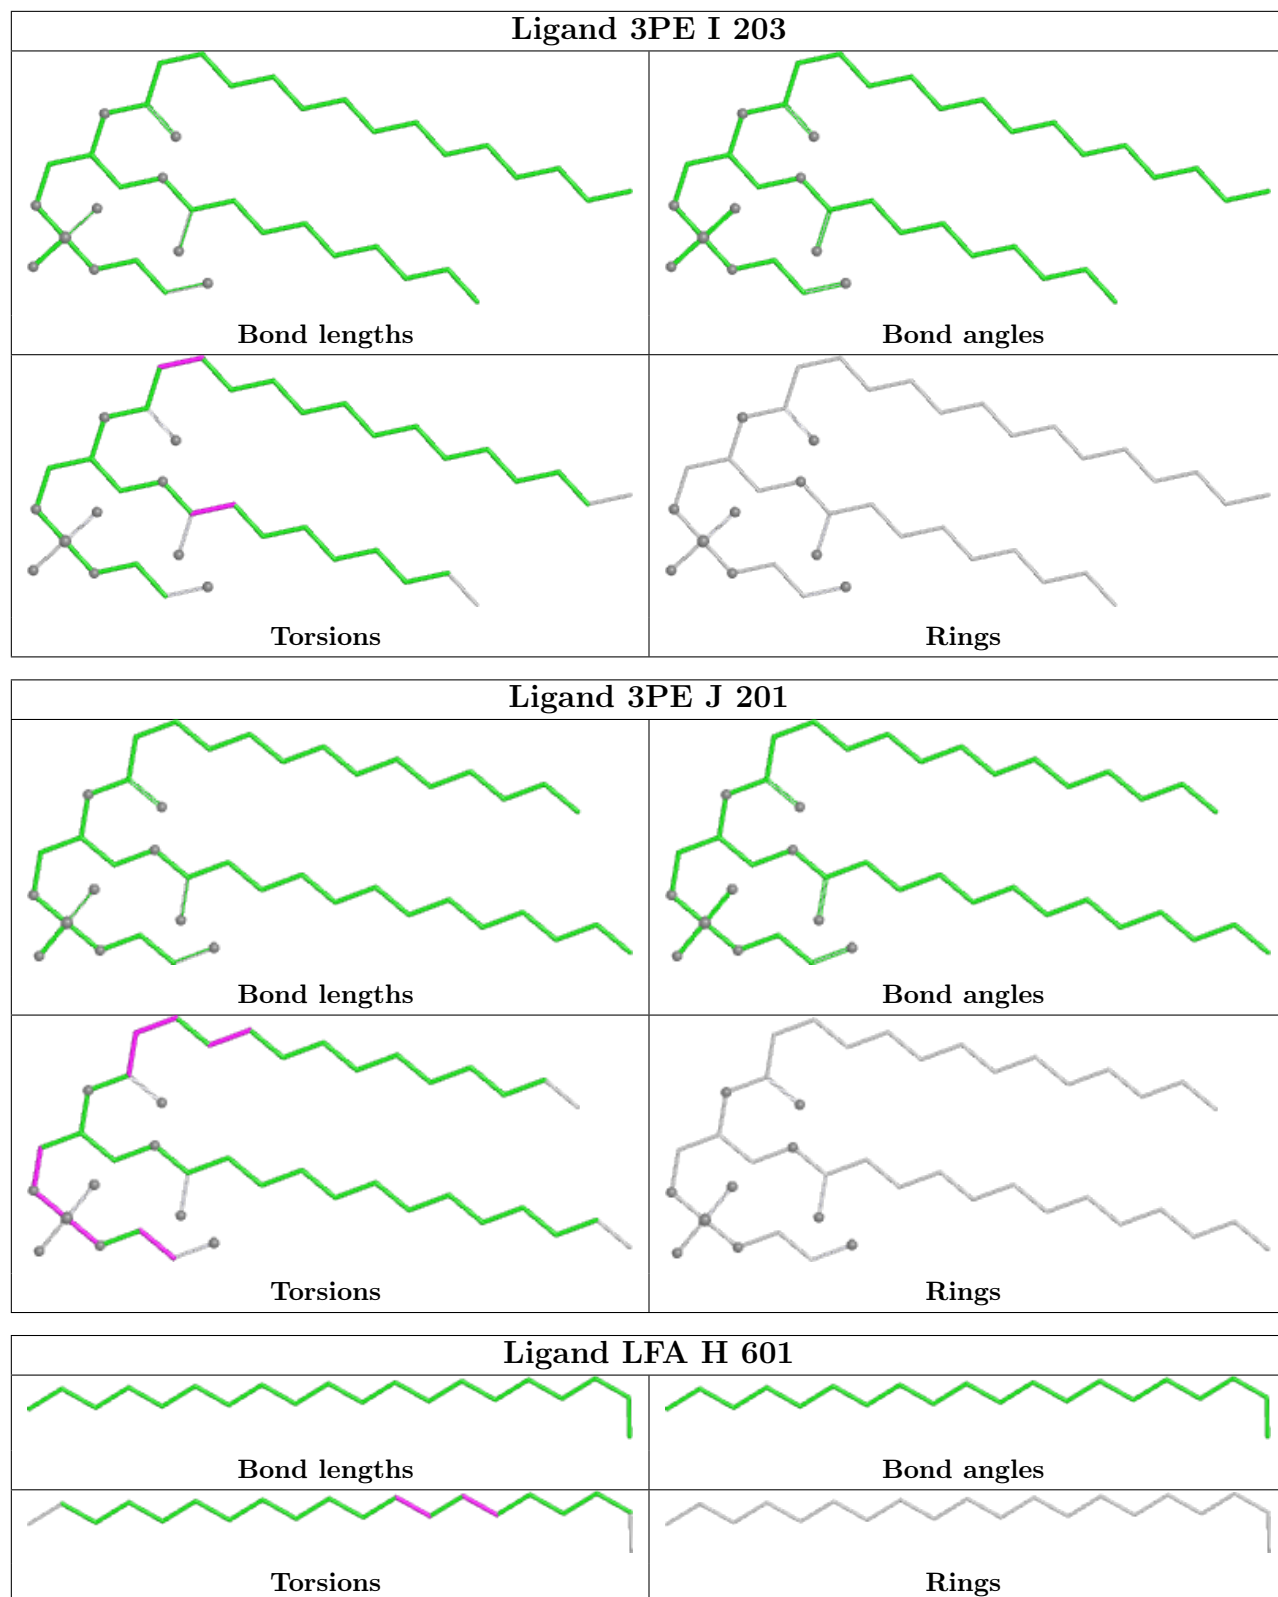 Ligand 3PE I 203
Bond lengths
Bond angles
Torsions
Rings
Ligand 3PE J 201
Bond lengths
Bond angles
Torsions
Rings
Ligand LFA H 601
Bond lengths
Bond angles
Torsions
Rings